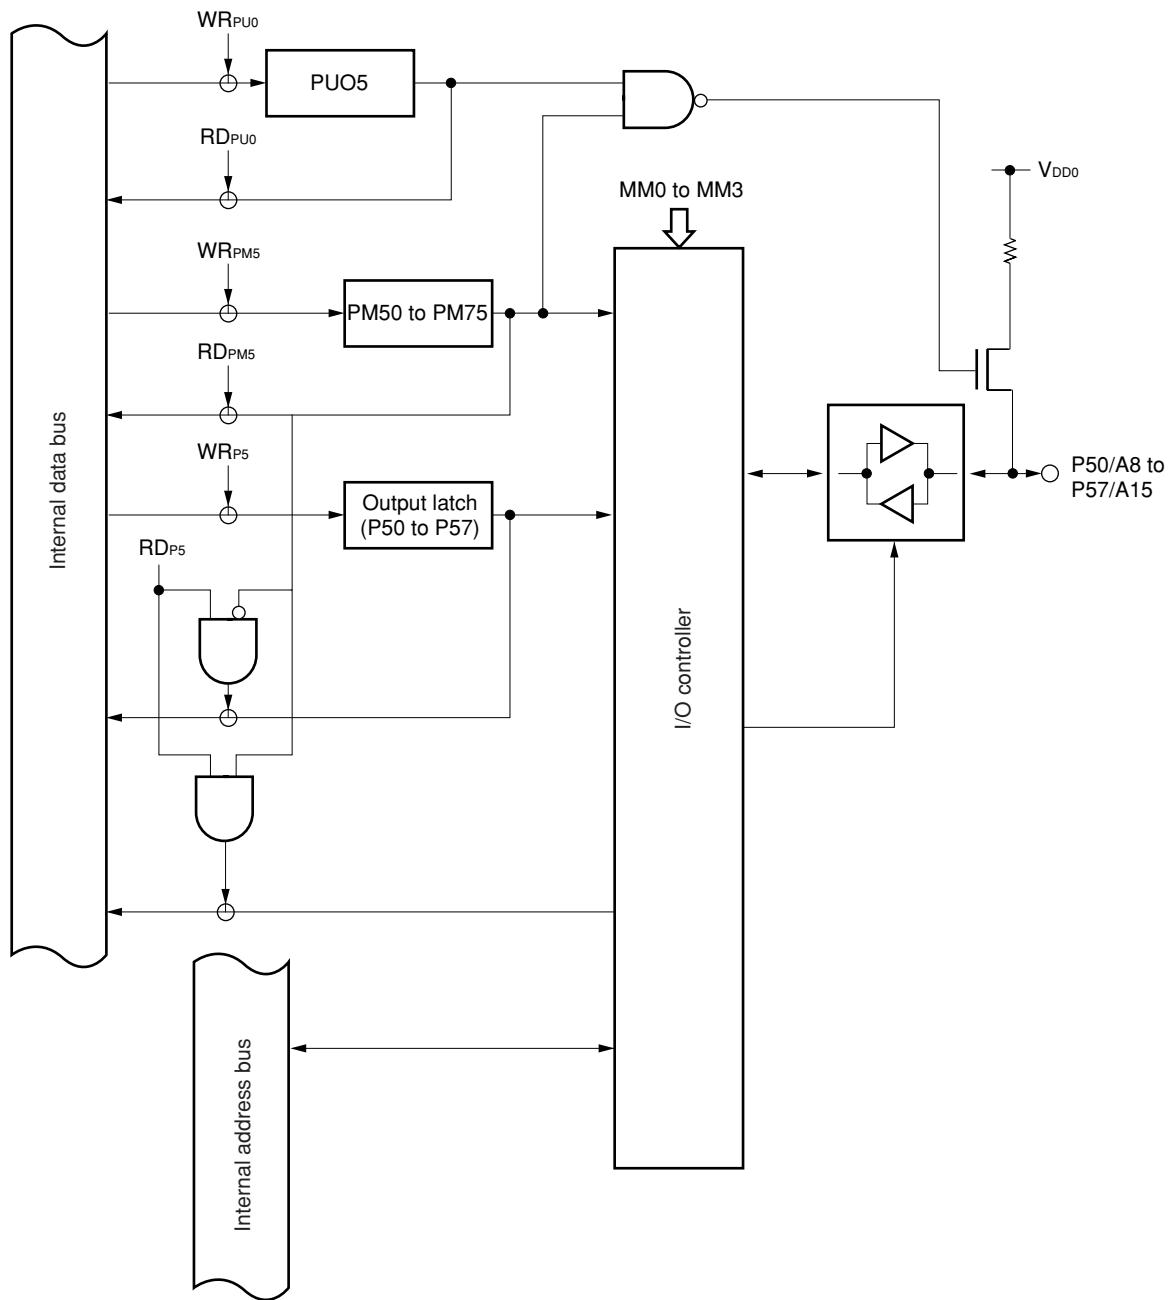 WRPU0
PUO5
RDPU0
VDD0
MM0 to MM3
WRPM5
PM50 to PM75
RDPM5
WRP5
Output latch
(P50 to P57)
P50/A8 to
P57/A15
RDP5
Internal data bus
I/O controller
Internal address bus